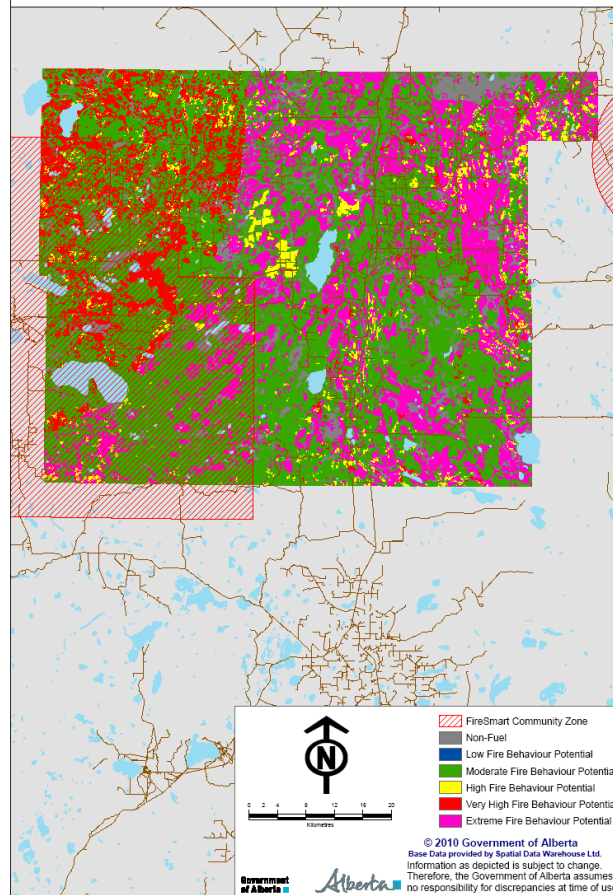 FireSmart Community Zone
Non-Fuel
Low Fire Behaviour Potential
Moderate Fire Behaviour Potential
High Fire Behaviour Potential
Very High Fire Behaviour Potential
Extreme Fire Behaviour Potential
N
0 2 4 8 12 16 20
Kilometres
© 2010 Government of Alberta
Base Data provided by Spatial Data Warehouse Ltd.
Information as depicted is subject to change.
Therefore, the Government of Alberta assumes
no responsibility for discrepancies at time of us
Government
of Alberta
Alberta